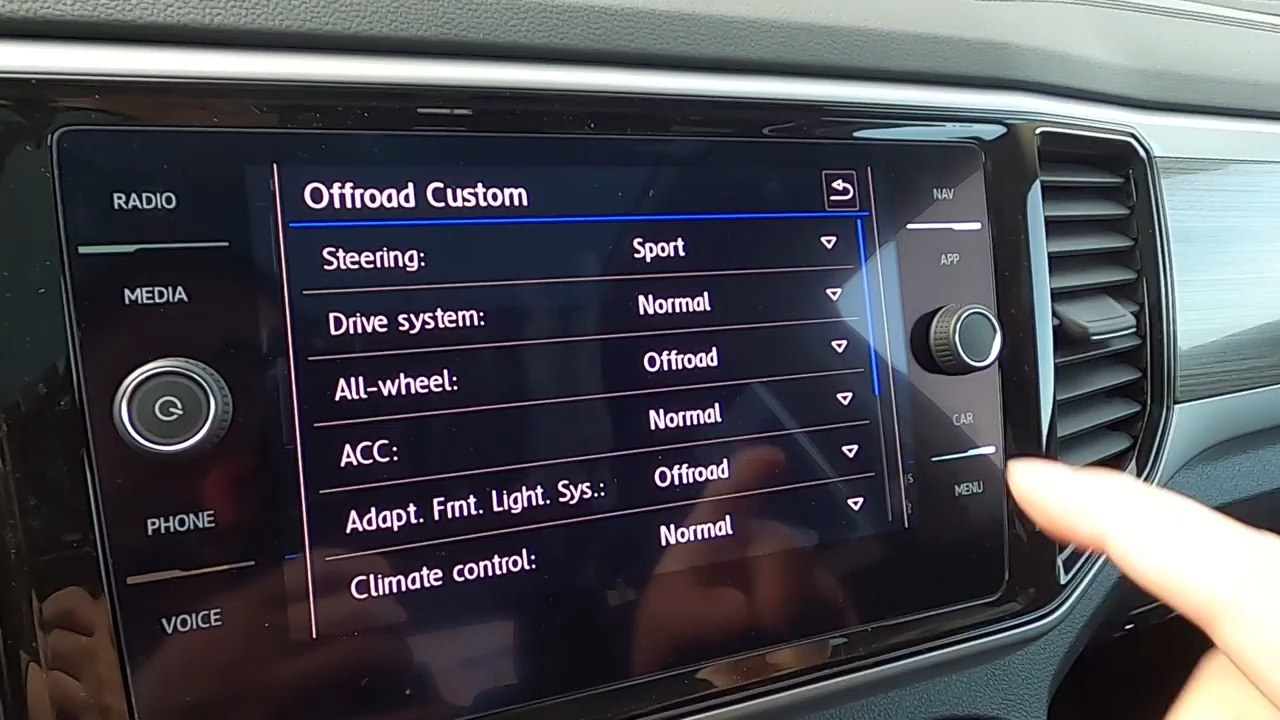 RADIO
MEDIA
PHONE
VOICE
Offroad Custom
Steering: Sport
Drive system: Normal
All-wheel: Offroad
ACC: Normal
Adapt. Frnt. Light. Sys.: Offroad
Climate control: Normal
NAV
APP
CAR
MENU